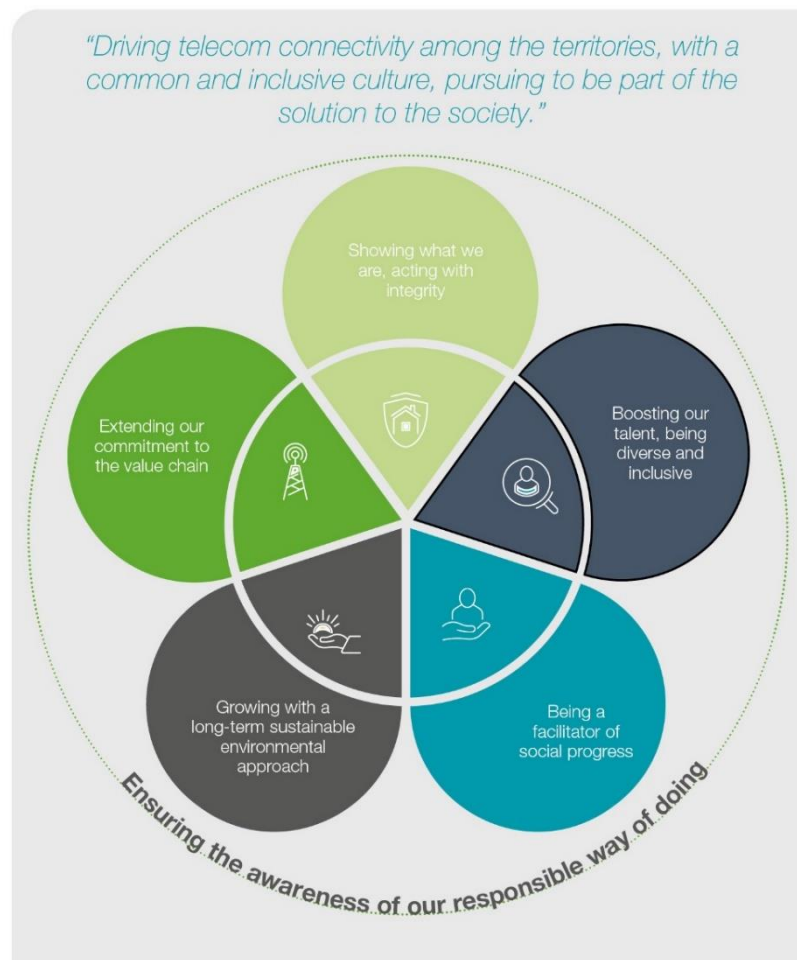 "Driving telecom connectivity among the territories, with a
common and inclusive culture, pursuing to be part of the
solution to the society."
Showing what we
are, acting with
integrity
Extending our
commitment to
the value chain
Boosting our
talent, being
diverse and
inclusive
Growing with a
long-term sustainable
environmental
approach
Being a
facilitator of
social progress
Ensuring the awareness of our responsible way of doing